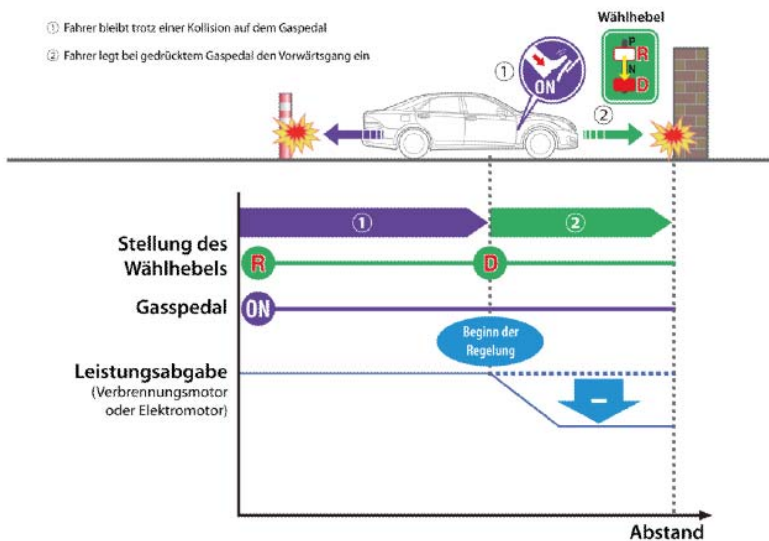 ① Fahrer bleibt trotz einer Kollision auf dem Gaspedal
② Fahrer legt bei gedrücktem Gaspedal den Vorwärtsgang ein
Wählhebel
P
R
N
D
①
ON
②
① ②
Stellung des
Wählhebels
R D
Gasspedal
ON
Beginn der
Regelung
Leistungsabgabe
(Verbrennungsmotor
oder Elektromotor)
–
Abstand